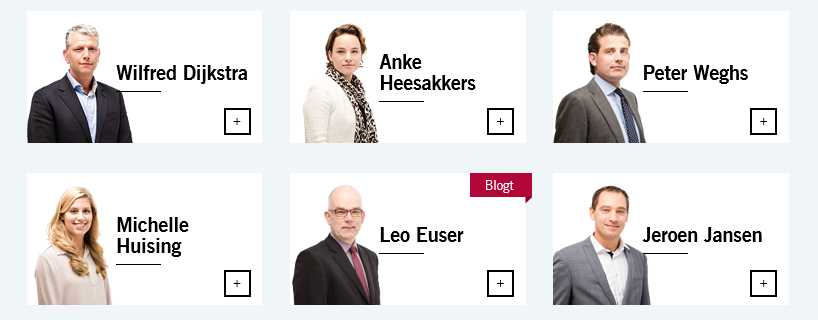 Wilfred Dijkstra
Anke
Heesakkers
Peter Weghs
+
+
+
Michelle
Huising
Blogt
Leo Euser
Jeroen Jansen
+
+
+